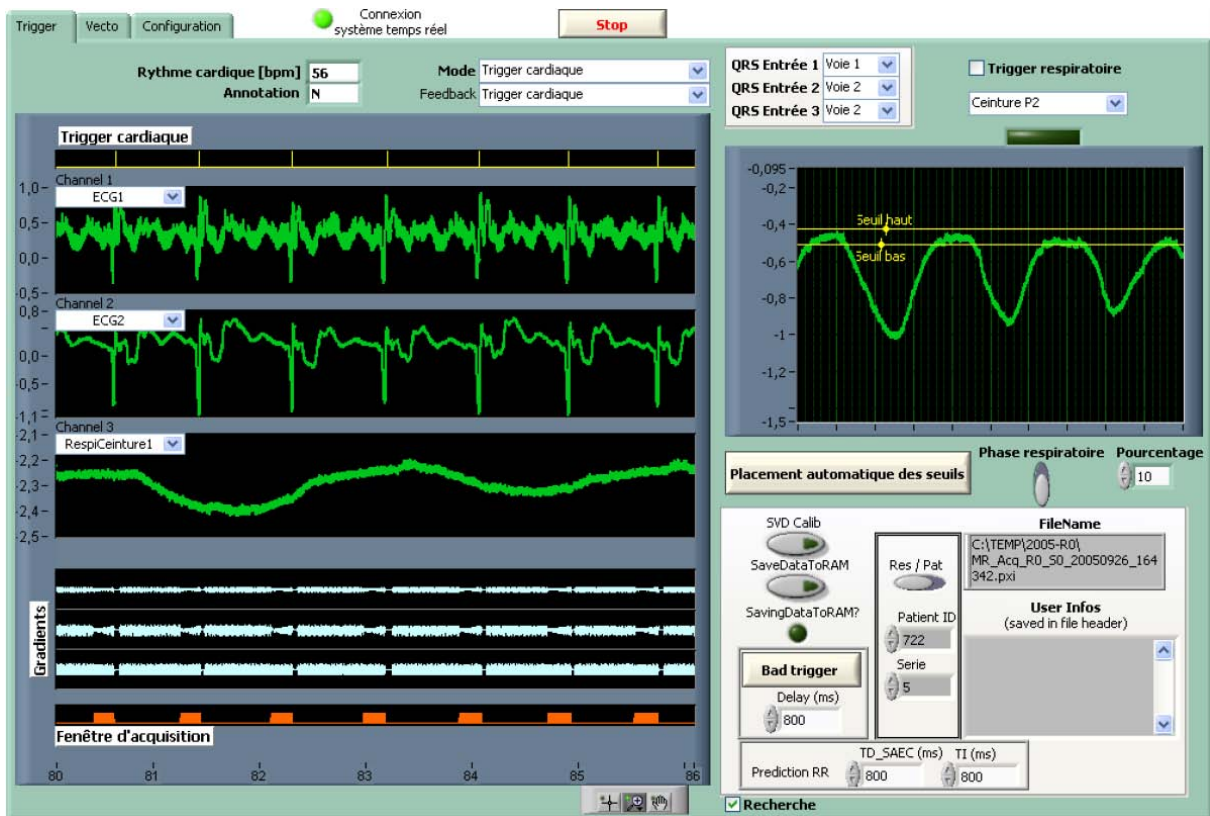 Trigger Vecto Configuration
Connexion
système temps réel
Stop
Rythme cardique [bpm] 56
Annotation N
Mode Trigger cardiaque
Feedback Trigger cardiaque
QRS Entrée 1 Voie 1
QRS Entrée 2 Voie 2
QRS Entrée 3 Voie 2
Trigger respiratoire
Ceinture P2
Trigger cardiaque
Channel 1
ECG1
1,0
0,5
0,0
-0,5
Channel 2
ECG2
0,8
0,0
-0,5
-1,1
Channel 3
RespiCeinture1
-2,1
-2,2
-2,3
-2,4
-2,5
Gradients
Fenêtre d'acquisition
80 81 82 83 84 85 86
-0,095
-0,2
-0,4
-0,6
-0,8
-1
-1,2
-1,5
Seuil haut
Seuil bas
Placement automatique des seuils
Phase respiratoire
Pourcentage
10
SVD Calib
SaveDataToRAM
SavingDataToRAM?
Bad trigger
Delay (ms)
800
Res / Pat
Patient ID
722
Serie
5
FileName
C:\TEMP\2005-R0\
MR_Acq_R0_S0_20050926_164
342.pxi
User Infos
(saved in file header)
TD_SAEC (ms) TI (ms)
Prediction RR 800 800
Recherche